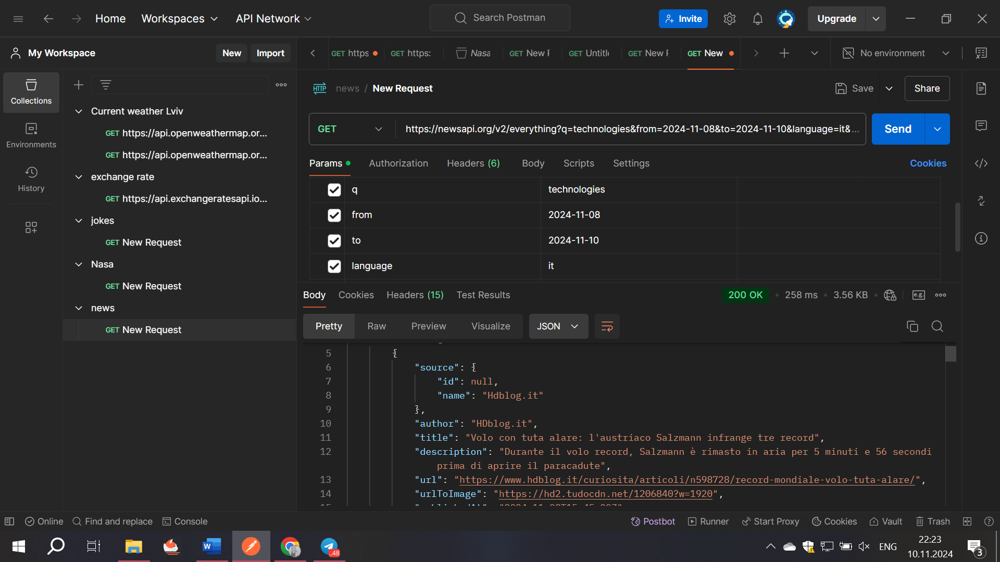 Home Workspaces API Network Search Postman Invite Upgrade
My Workspace New Import
GET https GET https: Nasa GET New GET Untitle GET New GET New No environment
Collections
Environments
History
Current weather Lviv
GET https://api.openweathermap.or...
GET https://api.openweathermap.or...
exchange rate
GET https://api.exchangeratesapi.io...
jokes
GET New Request
Nasa
GET New Request
news
GET New Request
HTTP news / New Request Save Share
GET https://newsapi.org/v2/everything?q=technologies&from=2024-11-08&to=2024-11-10&language=it&... Send
Params Authorization Headers (6) Body Scripts Settings Cookies
q technologies
from 2024-11-08
to 2024-11-10
language it
Body Cookies Headers (15) Test Results 200 OK 258 ms 3.56 KB e.g.
Pretty Raw Preview Visualize JSON
5 {
6 "source": {
7 "id": null,
8 "name": "Hdblog.it"
9 },
10 "author": "HDblog.it",
11 "title": "Volo con tuta alare: l'austriaco Salzmann infrange tre record",
12 "description": "Durante il volo record, Salzmann è rimasto in aria per 5 minuti e 56 secondi
prima di aprire il paracadute",
13 "url": "https://www.hdblog.it/curiosita/articoli/n598728/record-mondiale-volo-tuta-alare/",
14 "urlToImage": "https://hd2.tudocdn.net/1206840?w=1920",
Online Find and replace Console Postbot Runner Start Proxy Cookies Vault Trash
W ..48 ENG 22:23
10.11.2024 3